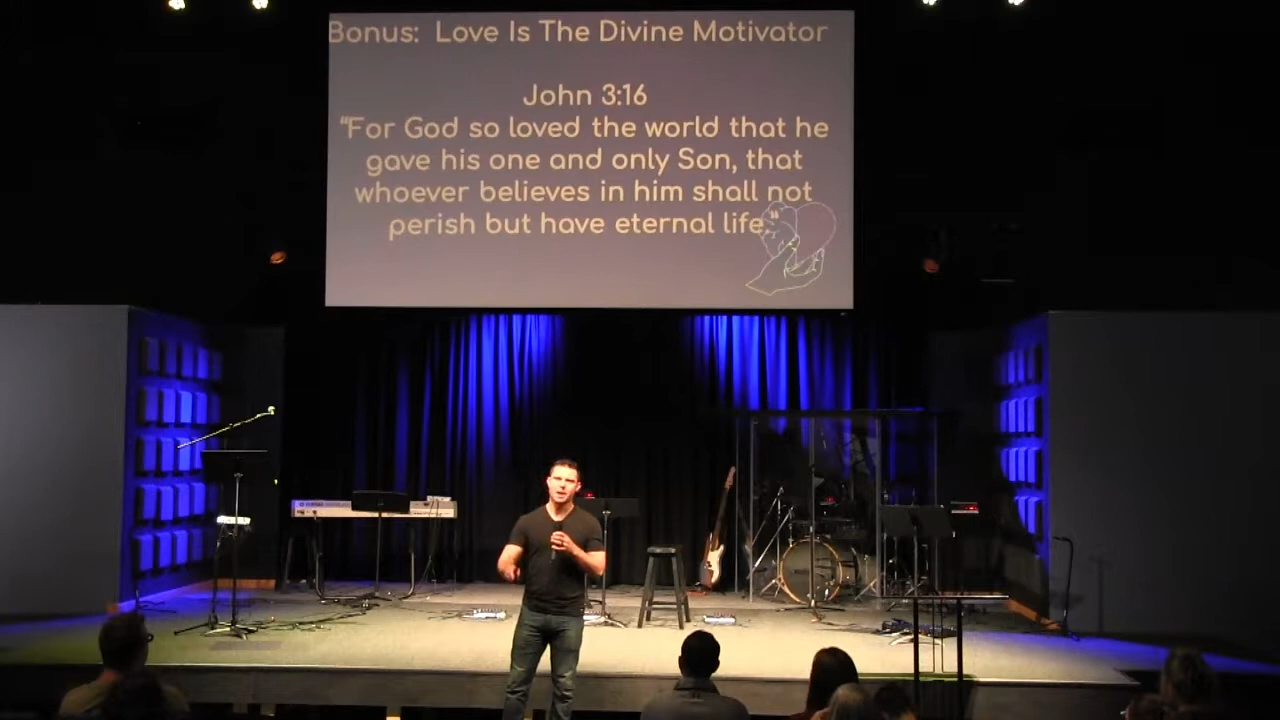 Bonus: Love Is The Divine Motivator
John 3:16
“For God so loved the world that he
gave his one and only Son, that
whoever believes in him shall not
perish but have eternal life.”